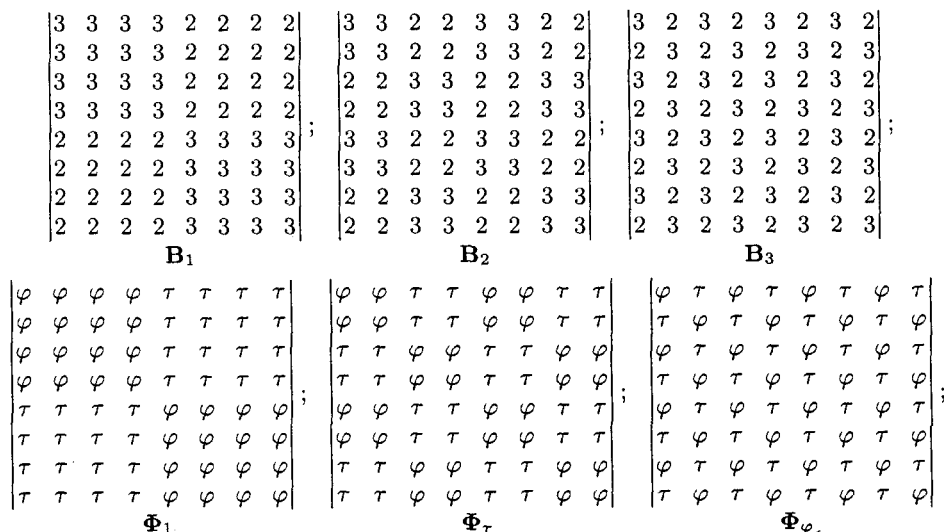 |3 3 3 3 2 2 2 2| |3 3 2 2 3 3 2 2| |3 2 3 2 3 2 3 2|
|3 3 3 3 2 2 2 2| |3 3 2 2 3 3 2 2| |2 3 2 3 2 3 2 3|
|3 3 3 3 2 2 2 2| |2 2 3 3 2 2 3 3| |3 2 3 2 3 2 3 2|
|3 3 3 3 2 2 2 2| |2 2 3 3 2 2 3 3| |2 3 2 3 2 3 2 3|
|2 2 2 2 3 3 3 3| ; |3 3 2 2 3 3 2 2| ; |3 2 3 2 3 2 3 2| ;
|2 2 2 2 3 3 3 3| |3 3 2 2 3 3 2 2| |2 3 2 3 2 3 2 3|
|2 2 2 2 3 3 3 3| |2 2 3 3 2 2 3 3| |3 2 3 2 3 2 3 2|
|2 2 2 2 3 3 3 3| |2 2 3 3 2 2 3 3| |2 3 2 3 2 3 2 3|
B₁ B₂ B₃
|φ φ φ φ τ τ τ τ| |φ φ τ τ φ φ τ τ| |φ τ φ τ φ τ φ τ|
|φ φ φ φ τ τ τ τ| |φ φ τ τ φ φ τ τ| |τ φ τ φ τ φ τ φ|
|φ φ φ φ τ τ τ τ| |τ τ φ φ τ τ φ φ| |φ τ φ τ φ τ φ τ|
|φ φ φ φ τ τ τ τ| |τ τ φ φ τ τ φ φ| |τ φ τ φ τ φ τ φ|
|τ τ τ τ φ φ φ φ| ; |φ φ τ τ φ φ τ τ| ; |φ τ φ τ φ τ φ τ| ;
|τ τ τ τ φ φ φ φ| |φ φ τ τ φ φ τ τ| |τ φ τ φ τ φ τ φ|
|τ τ τ τ φ φ φ φ| |τ τ φ φ τ τ φ φ| |φ τ φ τ φ τ φ τ|
|τ τ τ τ φ φ φ φ| |τ τ φ φ τ τ φ φ| |τ φ τ φ τ φ τ φ|
Φ₁ Φ_τ Φ_φ